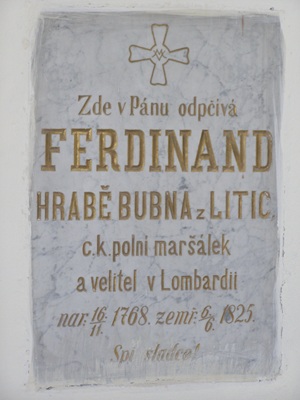 Zde v Pánu odpčivá
FERDINAND
HRABĚ BUBNA z LITIC,
c.k. polní maršálek
a velitel v Lombardii
nar. 16/11. 1768. zemř. 6/6. 1825.
Spi sladce!